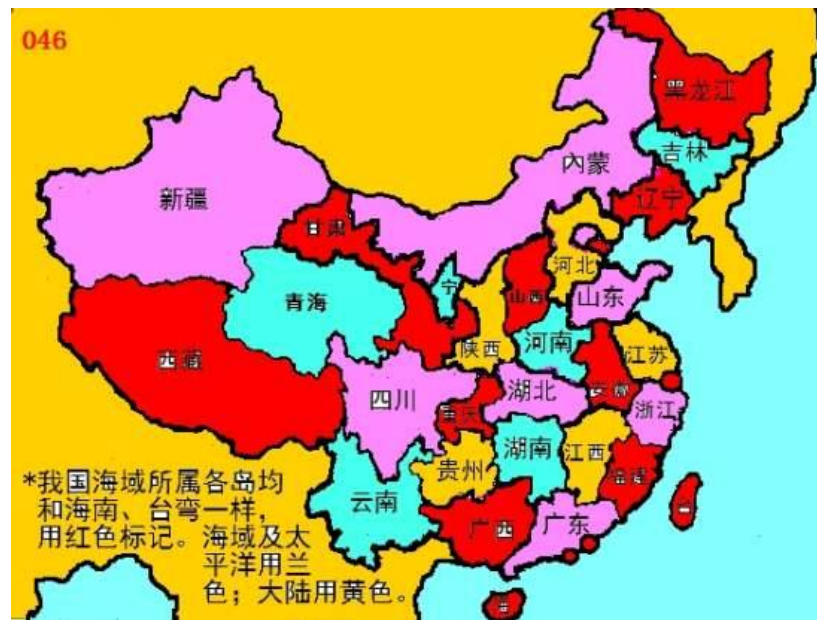 046
黑龙江
吉林
內蒙
辽宁
新疆
甘肃
河北
宁
青海
山西
山东
西藏
陕西
河南
江苏
四川
湖北
安徽
浙江
重庆
湖南
江西
贵州
福建
云南
广西
广东
*我国海域所属各岛均
和海南、台弯一样，
用红色标记。海域及太
平洋用兰
色；大陆用黄色。